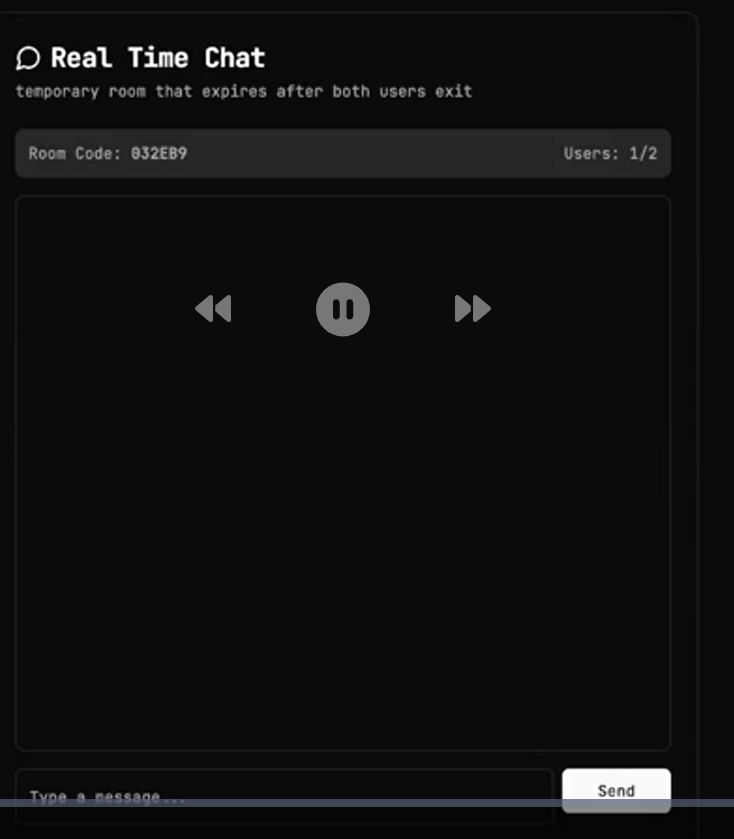 Real Time Chat
temporary room that expires after both users exit
Room Code: 032EB9
Users: 1/2
Type a message...
Send